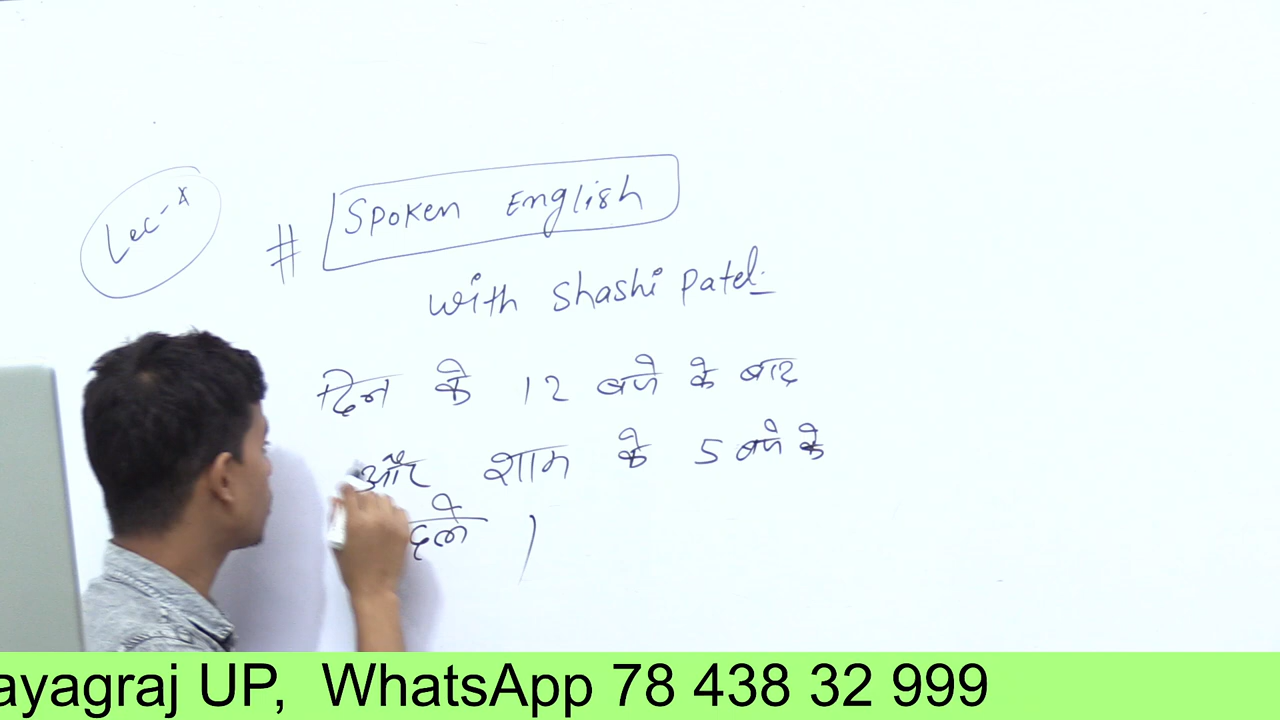 Lec-X
# Spoken English
with Shashi Patel.
दिन के 12 बजे के बाद
और शाम के 5 बजे के
ayagraj UP, WhatsApp 78 438 32 999